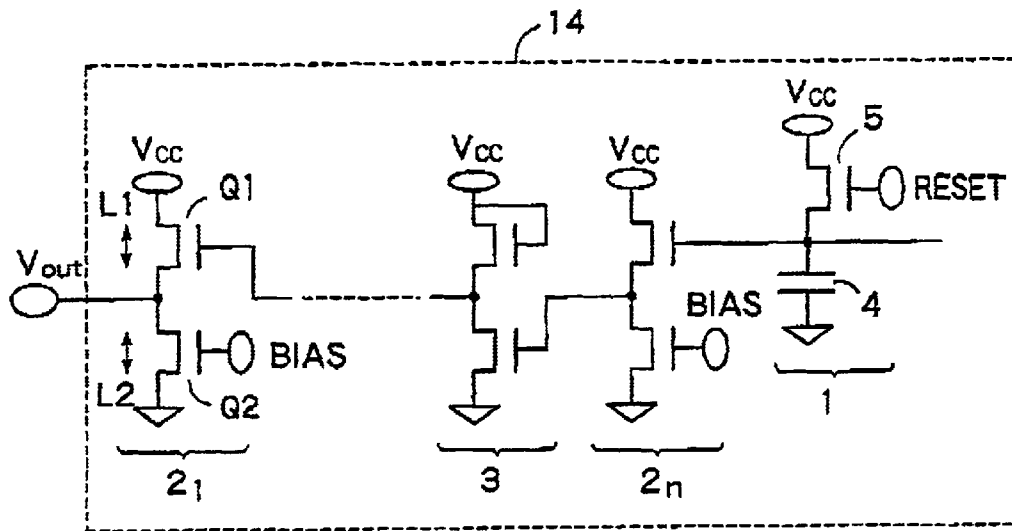 14
Vcc
5
RESET
Vcc
Vcc
Vcc
L1
Q1
Vout
4
BIAS
BIAS
L2
Q2
1
21
3
2n